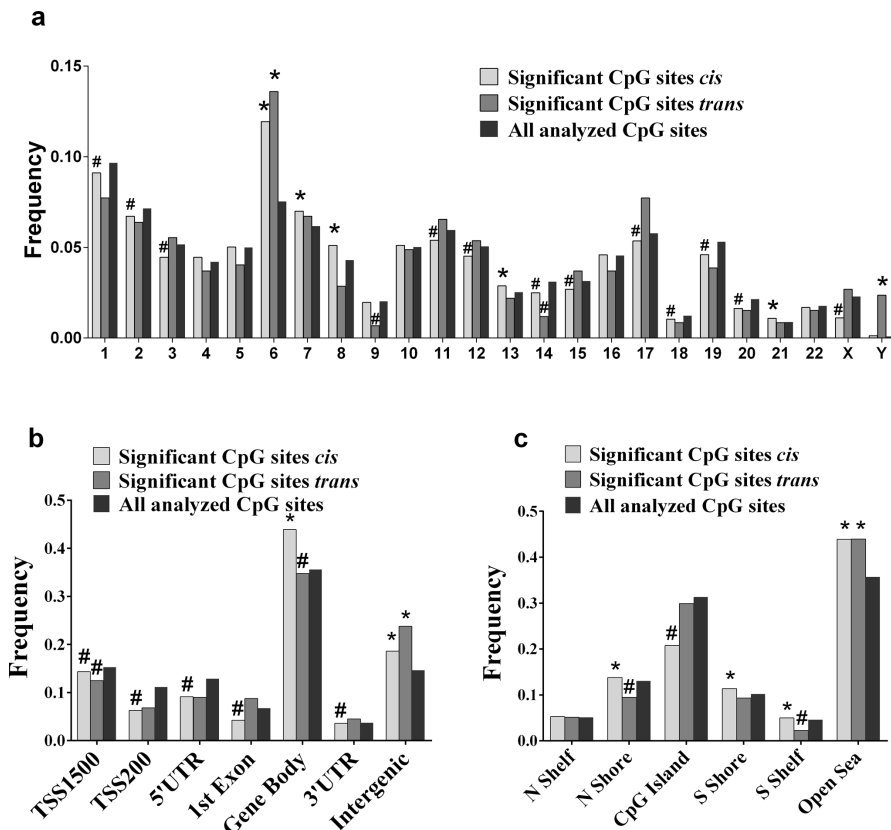 a
0.15
0.10
0.05
0.00
Frequency
Significant CpG sites cis
Significant CpG sites trans
All analyzed CpG sites
# # # * * * * # # # * # # # # # # # * # *
1 2 3 4 5 6 7 8 9 10 11 12 13 14 15 16 17 18 19 20 21 22 X Y
b
Significant CpG sites cis
Significant CpG sites trans
All analyzed CpG sites
0.5
0.4
0.3
0.2
0.1
0.0
Frequency
# # # # # * # # * *
TSS1500 TSS200 5'UTR 1st Exon Gene Body 3'UTR Intergenic
c
Significant CpG sites cis
Significant CpG sites trans
All analyzed CpG sites
0.5
0.4
0.3
0.2
0.1
0.0
Frequency
* # # * * # * *
N Shelf N Shore CpG Island S Shore S Shelf Open Sea